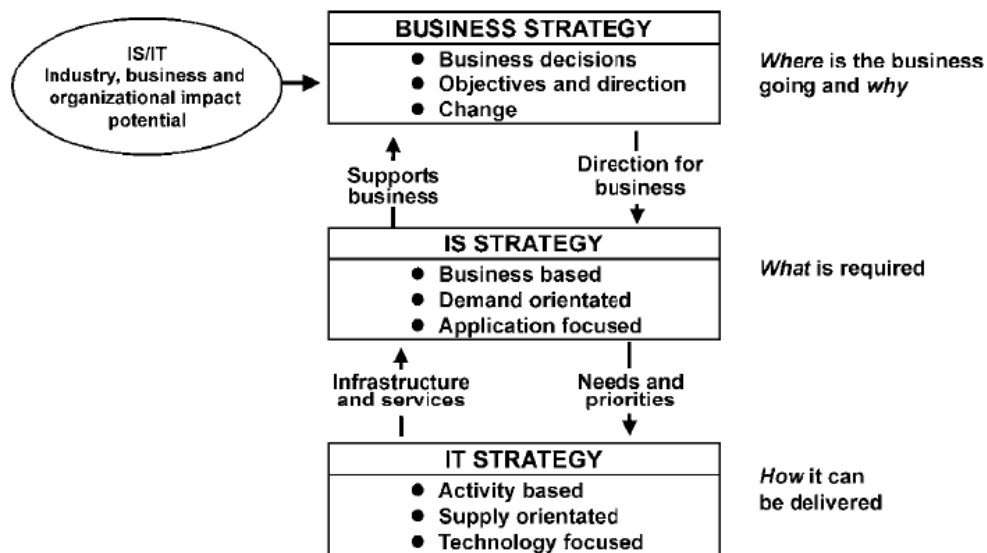 IS/IT
Industry, business and
organizational impact
potential
BUSINESS STRATEGY
● Business decisions
● Objectives and direction
● Change
Where is the business
going and why
Supports
business
Direction for
business
IS STRATEGY
● Business based
● Demand orientated
● Application focused
What is required
Infrastructure
and services
Needs and
priorities
IT STRATEGY
● Activity based
● Supply orientated
● Technology focused
How it can
be delivered